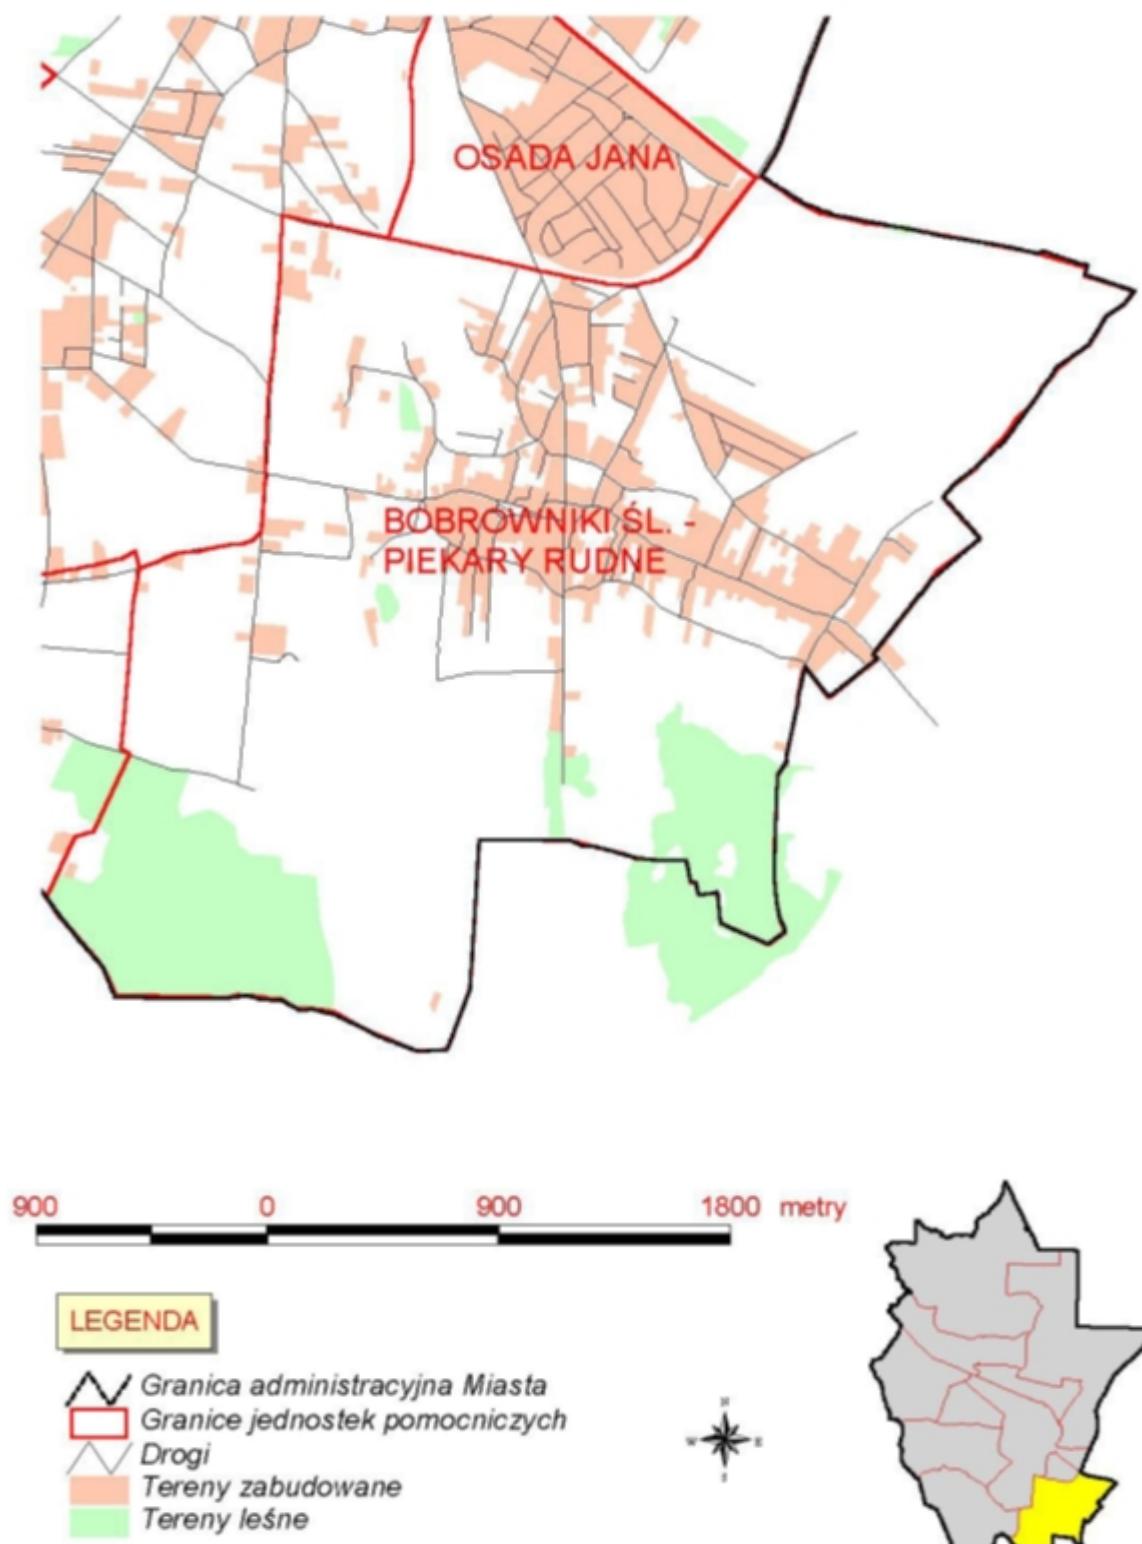 OSADA JANA
BOBROWNIKI ŚL. -
PIEKARY RUDNE
900 0 900 1800 metry
LEGENDA
Granica administracyjna Miasta
Granice jednostek pomocniczych
Drogi
Tereny zabudowane
Tereny leśne
N
W E
S